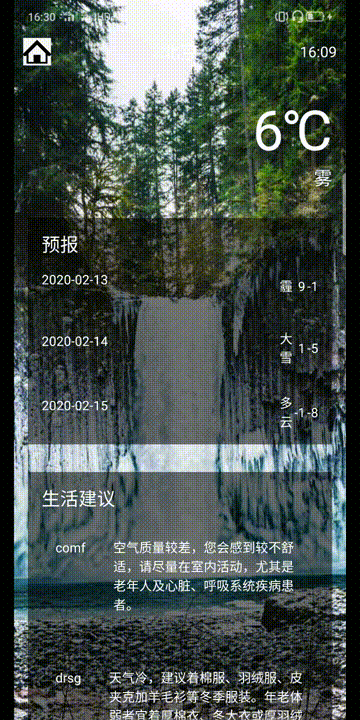 16:30
16:09
6℃
雾
预报
2020-02-13 霾 9 -1
2020-02-14 大雪 1 -5
2020-02-15 多云 -1 -8
生活建议
comf 空气质量较差，您会感到较不舒
适，请尽量在室内活动，尤其是
老年人及心脏、呼吸系统疾病患
者。
drsg 天气冷，建议着棉服、羽绒服、皮
夹克加羊毛衫等冬季服装。年老体
弱者宜着厚棉衣、冬大衣或厚羽绒